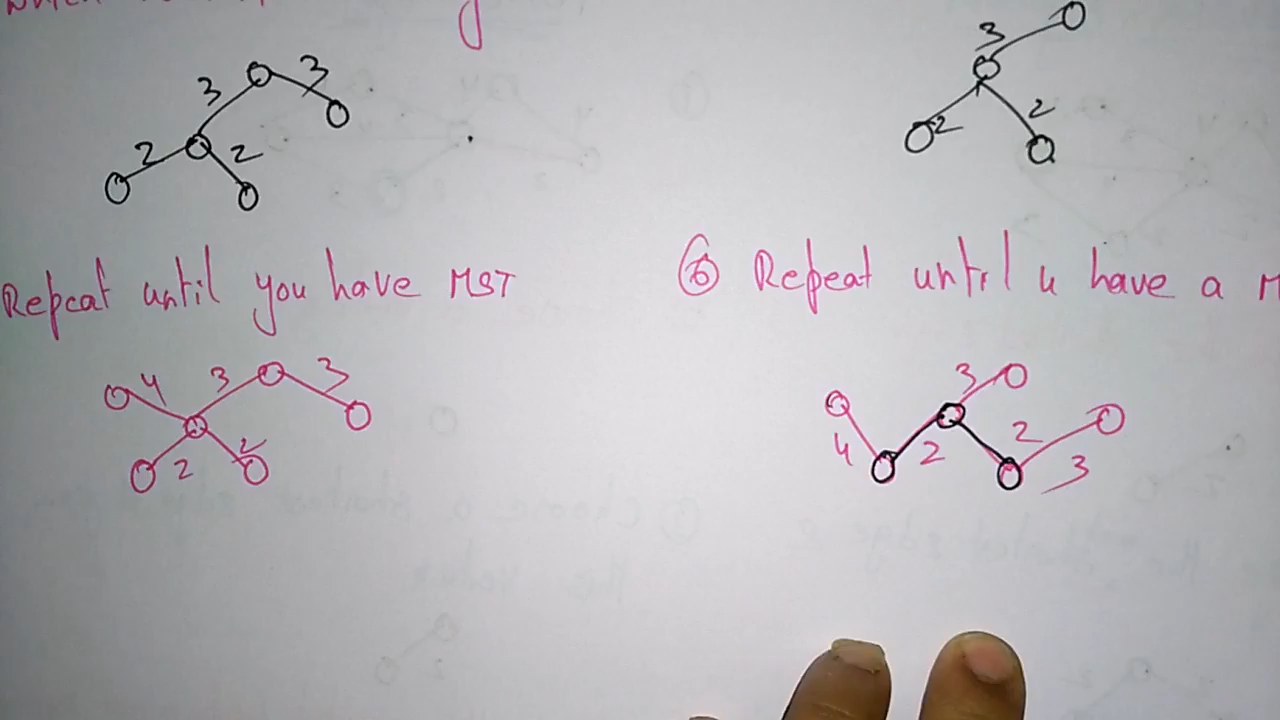 3 3
2 2
3
2 2
Repeat until you have MST
⑥ Repeat until u have a M
4 3 3
2 2
3 2
4 2 3